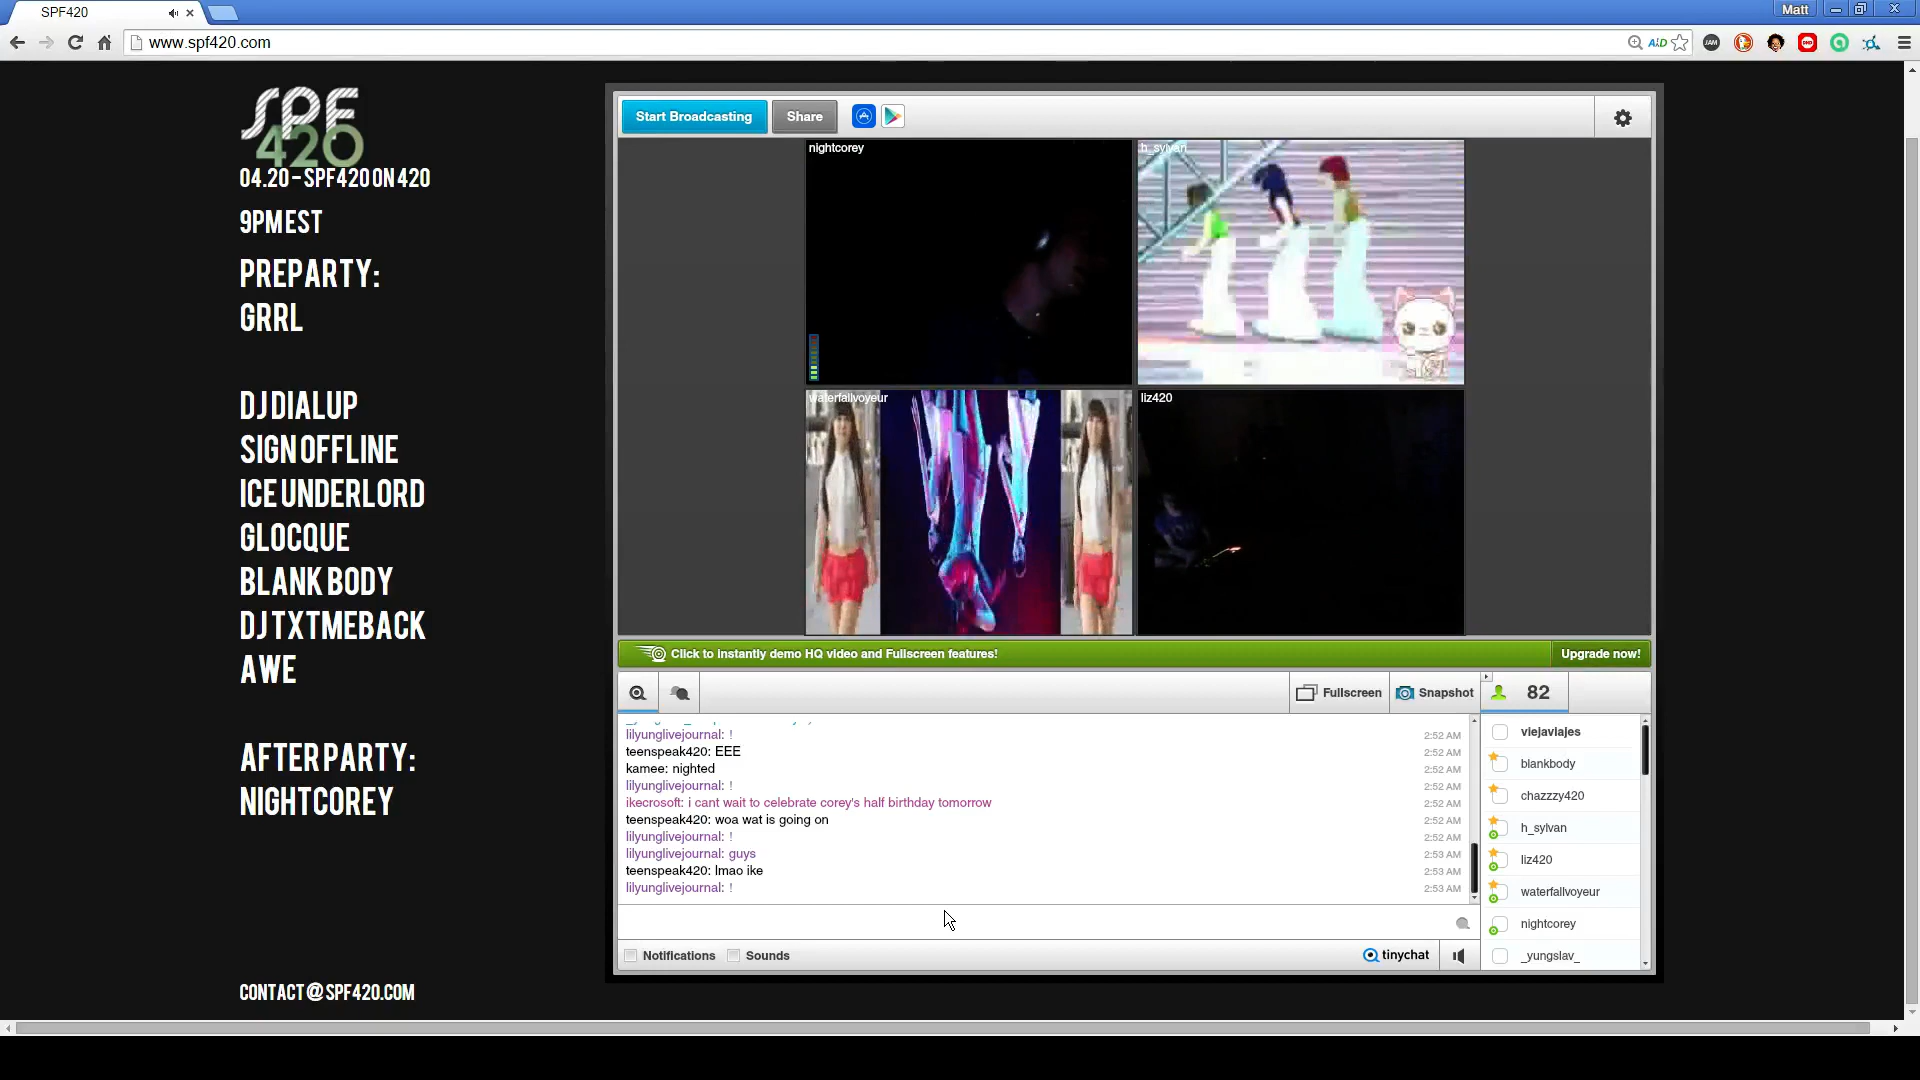 SPF420
Matt
www.spf420.com
SPF
420
04.20 - SPF420 ON 420
9PM EST
PREPARTY:
GRRL
DJ DIALUP
SIGN OFFLINE
ICE UNDERLORD
GLOCQUE
BLANK BODY
DJ TXTMEBACK
AWE
AFTER PARTY:
NIGHTCOREY
CONTACT @ SPF420.COM
Start Broadcasting
Share
nightcorey
h_sylvan
waterfallvoyeur
liz420
Click to instantly demo HQ video and Fullscreen features!
Upgrade now!
Fullscreen
Snapshot
82
lilyunglivejournal: ! 2:52 AM
teenspeak420: EEE 2:52 AM
kamee: nighted 2:52 AM
lilyunglivejournal: ! 2:52 AM
ikecrosoft: i cant wait to celebrate corey's half birthday tomorrow 2:52 AM
teenspeak420: woa wat is going on 2:52 AM
lilyunglivejournal: ! 2:52 AM
lilyunglivejournal: guys 2:53 AM
teenspeak420: lmao ike 2:53 AM
lilyunglivejournal: ! 2:53 AM
Notifications
Sounds
tinychat
viejaviajes
blankbody
chazzzy420
h_sylvan
liz420
waterfallvoyeur
nightcorey
_yungslav_